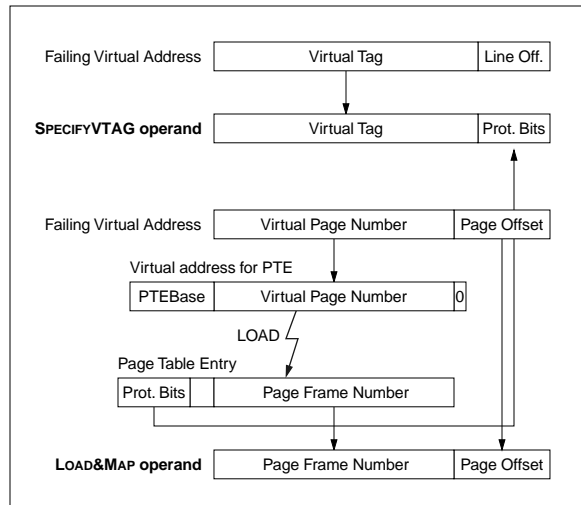 Failing Virtual Address Virtual Tag Line Off.
SPECIFYVTAG operand Virtual Tag Prot. Bits
Failing Virtual Address Virtual Page Number Page Offset
Virtual address for PTE
PTEBase Virtual Page Number 0
LOAD
Page Table Entry
Prot. Bits Page Frame Number
LOAD&MAP operand Page Frame Number Page Offset